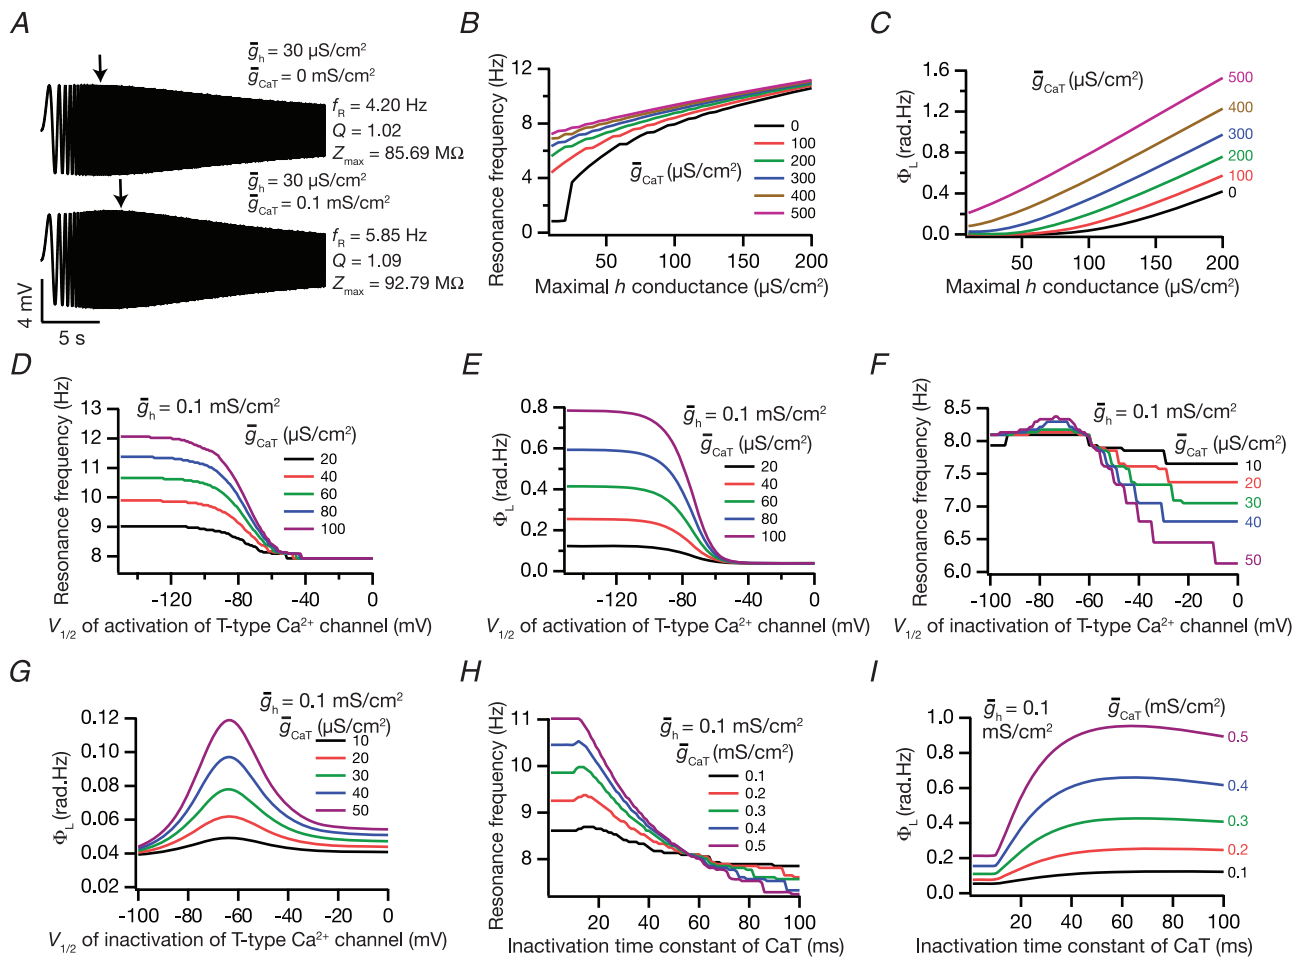 A
ḡh = 30 µS/cm²
ḡCaT = 0 mS/cm²
fR = 4.20 Hz
Q = 1.02
Zmax = 85.69 MΩ
ḡh = 30 µS/cm²
ḡCaT = 0.1 mS/cm²
fR = 5.85 Hz
Q = 1.09
Zmax = 92.79 MΩ
4 mV
5 s
B
Resonance frequency (Hz)
12
8
4
0
ḡCaT (µS/cm²)
0
100
200
300
400
500
50 100 150 200
Maximal h conductance (µS/cm²)
C
ΦL (rad.Hz)
1.6
1.2
0.8
0.4
0.0
ḡCaT (µS/cm²)
500
400
300
200
100
0
50 100 150 200
Maximal h conductance (µS/cm²)
D
Resonance frequency (Hz)
13
12
11
10
9
8
ḡh = 0.1 mS/cm²
ḡCaT (µS/cm²)
20
40
60
80
100
-120 -80 -40 0
V1/2 of activation of T-type Ca²⁺ channel (mV)
E
ΦL (rad.Hz)
0.8
0.6
0.4
0.2
0.0
ḡh = 0.1 mS/cm²
ḡCaT (µS/cm²)
20
40
60
80
100
-120 -80 -40 0
V1/2 of activation of T-type Ca²⁺ channel (mV)
F
Resonance frequency (Hz)
8.5
8.0
7.5
7.0
6.5
6.0
ḡh = 0.1 mS/cm²
ḡCaT (µS/cm²)
10
20
30
40
50
-100 -80 -60 -40 -20 0
V1/2 of inactivation of T-type Ca²⁺ channel (mV)
G
ΦL (rad.Hz)
0.12
0.10
0.08
0.06
0.04
0.02
ḡh = 0.1 mS/cm²
ḡCaT (µS/cm²)
10
20
30
40
50
-100 -80 -60 -40 -20 0
V1/2 of inactivation of T-type Ca²⁺ channel (mV)
H
Resonance frequency (Hz)
11
10
9
8
ḡh = 0.1 mS/cm²
ḡCaT (mS/cm²)
0.1
0.2
0.3
0.4
0.5
20 40 60 80 100
Inactivation time constant of CaT (ms)
I
ΦL (rad.Hz)
1.0
0.8
0.6
0.4
0.2
0.0
ḡh = 0.1
mS/cm²
ḡCaT (mS/cm²)
0.5
0.4
0.3
0.2
0.1
20 40 60 80 100
Inactivation time constant of CaT (ms)